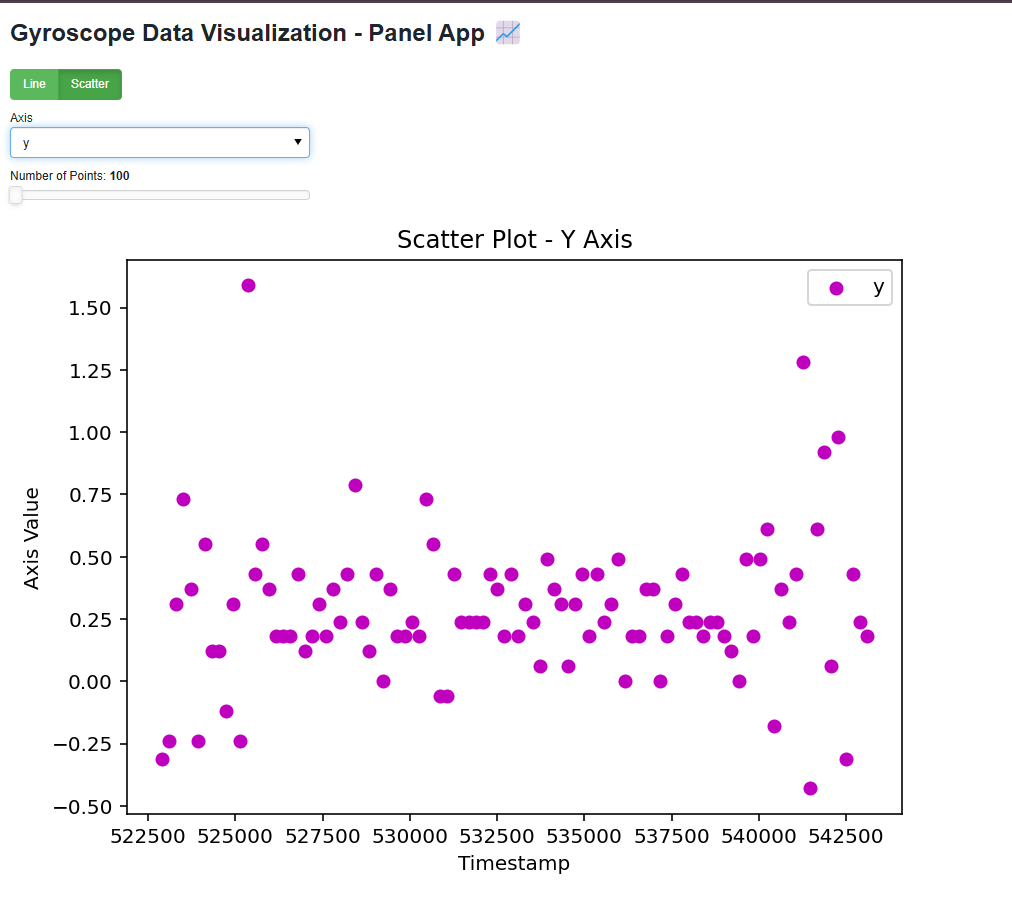 Gyroscope Data Visualization - Panel App
Line Scatter
Axis
y
Number of Points: 100
Scatter Plot - Y Axis
y
1.50
1.25
1.00
0.75
0.50
0.25
0.00
−0.25
−0.50
Axis Value
522500 525000 527500 530000 532500 535000 537500 540000 542500
Timestamp